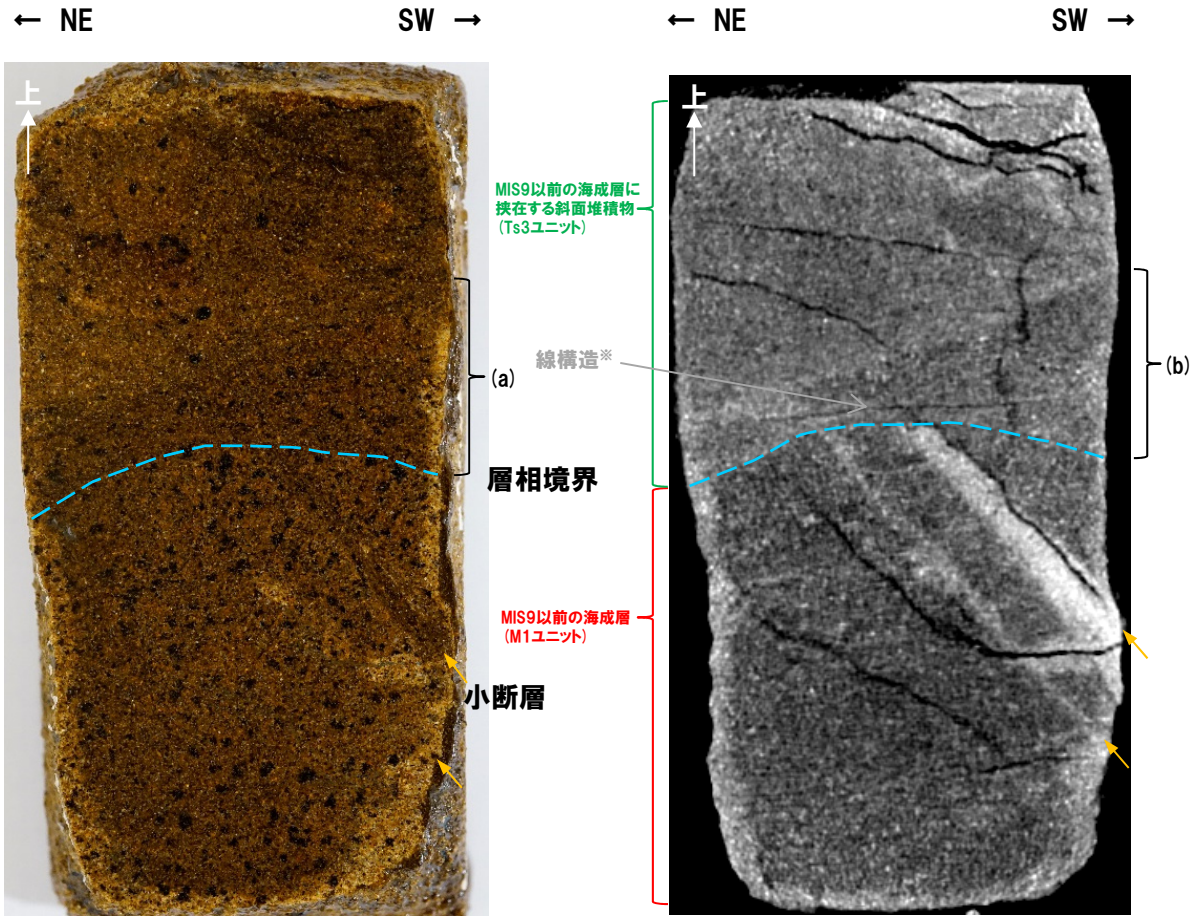 ← NE
SW →
← NE
SW →
上
上
MIS9以前の海成層に
挟在する斜面堆積物
(Ts3ユニット)
線構造※
(a)
(b)
層相境界
MIS9以前の海成層
(M1ユニット)
小断層